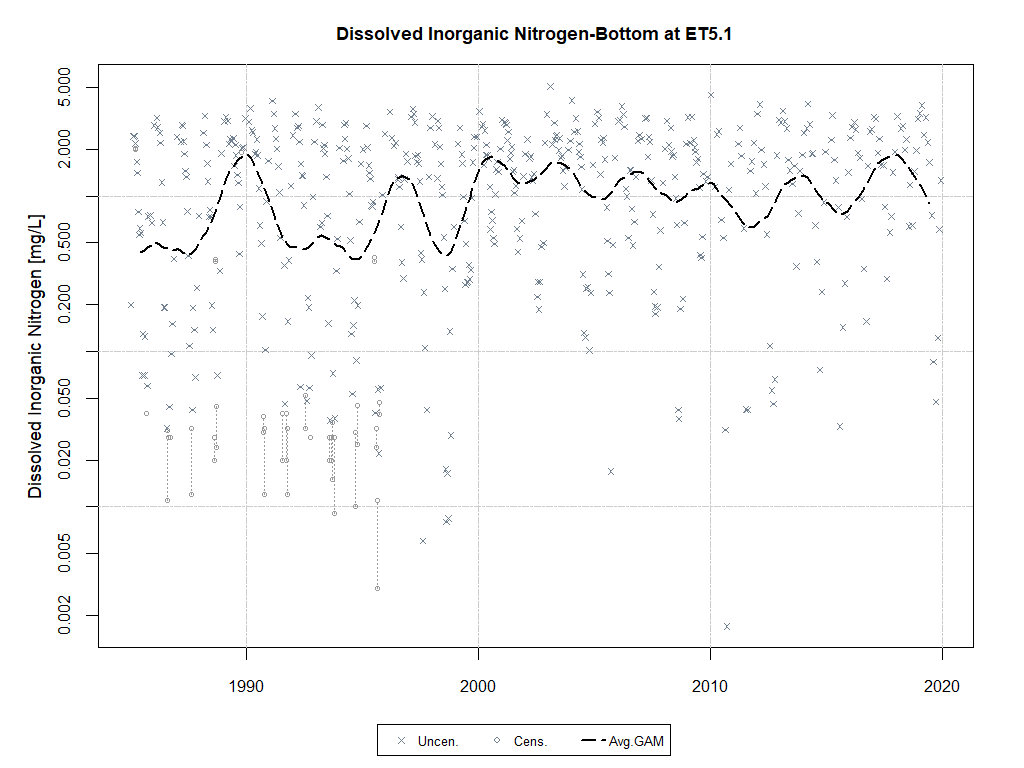 Dissolved Inorganic Nitrogen-Bottom at ET5.1
Dissolved Inorganic Nitrogen [mg/L]
5.000
2.000
0.500
0.200
0.050
0.020
0.005
0.002
1990 2000 2010 2020
Uncen. Cens. Avg.GAM